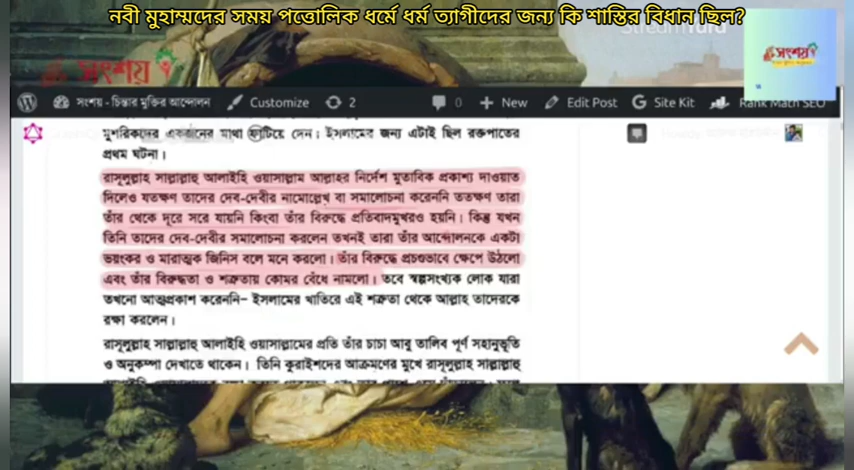 নবী মুহাম্মদের সময় পত্তোলিক ধর্মে ধর্ম ত্যাগীদের জন্য কি শাস্তির বিধান ছিল?
StreamYard
সংশয়
সংশয় - চিন্তার মুক্তির আন্দোলন Customize 2 0 New Edit Post Site Kit Rank Math SEO
মুশরিকদের একজনের মাথা ফাটিয়ে দেন। ইসলামের জন্য এটাই ছিল রক্তপাতের
প্রথম ঘটনা।
রাসূলুল্লাহ সাল্লাল্লাহু আলাইহি ওয়াসাল্লাম আল্লাহর নির্দেশ মুতাবিক প্রকাশ্য দাওয়াত
দিলেও যতক্ষণ তাদের দেব-দেবীর নামোল্লেখ বা সমালোচনা করেননি ততক্ষণ তারা
তাঁর থেকে দূরে সরে যায়নি কিংবা তাঁর বিরুদ্ধে প্রতিবাদমুখরও হয়নি। কিন্তু যখন
তিনি তাদের দেব-দেবীর সমালোচনা করলেন তখনই তারা তাঁর আন্দোলনকে একটা
ভয়ংকর ও মারাত্মক জিনিস বলে মনে করলো। তাঁর বিরুদ্ধে প্রচণ্ডভাবে ক্ষেপে উঠলো
এবং তাঁর বিরুদ্ধতা ও শত্রুতায় কোমর বেঁধে নামলো। তবে স্বল্পসংখ্যক লোক যারা
তখনো আত্মপ্রকাশ করেননি– ইসলামের খাতিরে এই শত্রুতা থেকে আল্লাহ তাদেরকে
রক্ষা করলেন।
রাসূলুল্লাহ সাল্লাল্লাহু আলাইহি ওয়াসাল্লামের প্রতি তাঁর চাচা আবু তালিব পূর্ণ সহানুভূতি
ও অনুকম্পা দেখাতে থাকেন। তিনি কুরাইশদের আক্রমণের মুখে রাসূলুল্লাহ সাল্লাল্লাহু